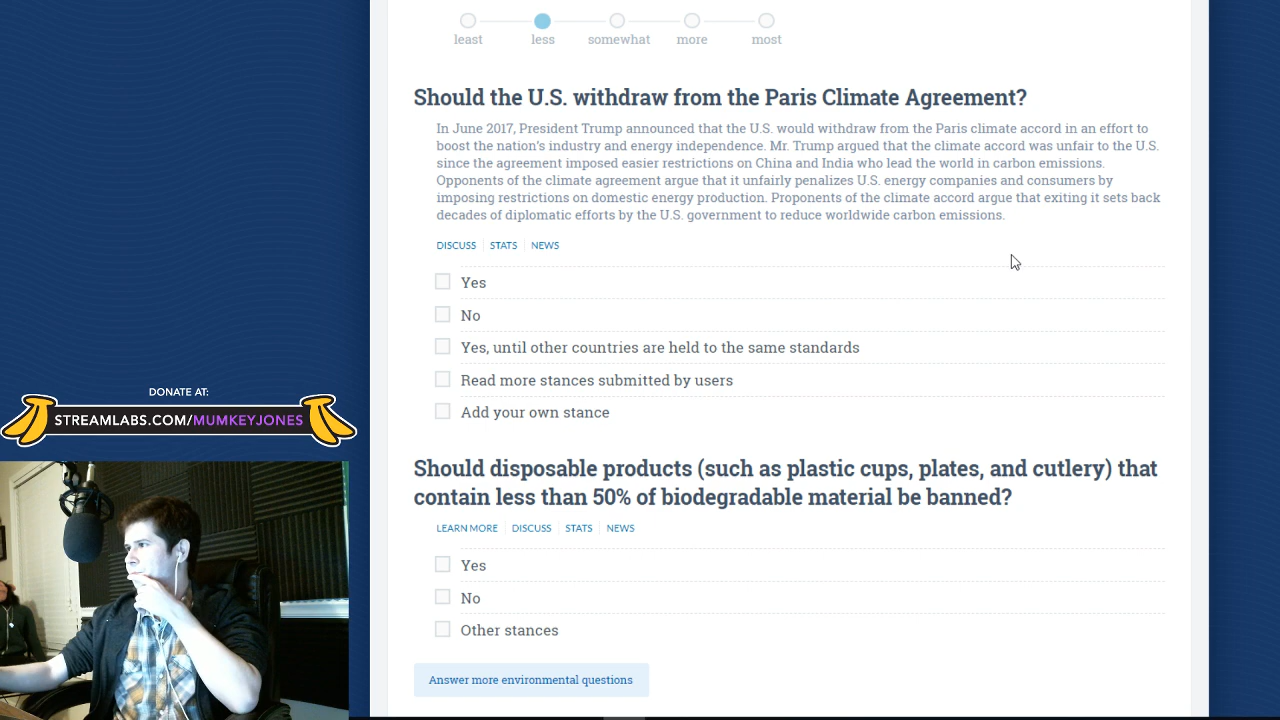 least less somewhat more most
Should the U.S. withdraw from the Paris Climate Agreement?
In June 2017, President Trump announced that the U.S. would withdraw from the Paris climate accord in an effort to
boost the nation's industry and energy independence. Mr. Trump argued that the climate accord was unfair to the U.S.
since the agreement imposed easier restrictions on China and India who lead the world in carbon emissions.
Opponents of the climate agreement argue that it unfairly penalizes U.S. energy companies and consumers by
imposing restrictions on domestic energy production. Proponents of the climate accord argue that exiting it sets back
decades of diplomatic efforts by the U.S. government to reduce worldwide carbon emissions.
DISCUSS STATS NEWS
Yes
No
Yes, until other countries are held to the same standards
Read more stances submitted by users
Add your own stance
Should disposable products (such as plastic cups, plates, and cutlery) that
contain less than 50% of biodegradable material be banned?
LEARN MORE DISCUSS STATS NEWS
Yes
No
Other stances
Answer more environmental questions
DONATE AT:
STREAMLABS.COM/MUMKEYJONES